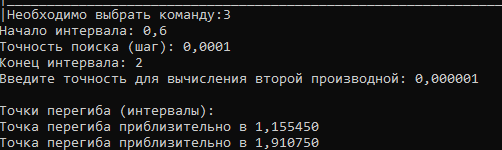 |Необходимо выбрать команду:3
Начало интервала: 0,6
Точность поиска (шаг): 0,0001
Конец интервала: 2
Введите точность для вычисления второй производной: 0,000001
Точки перегиба (интервалы):
Точка перегиба приблизительно в 1,155450
Точка перегиба приблизительно в 1,910750